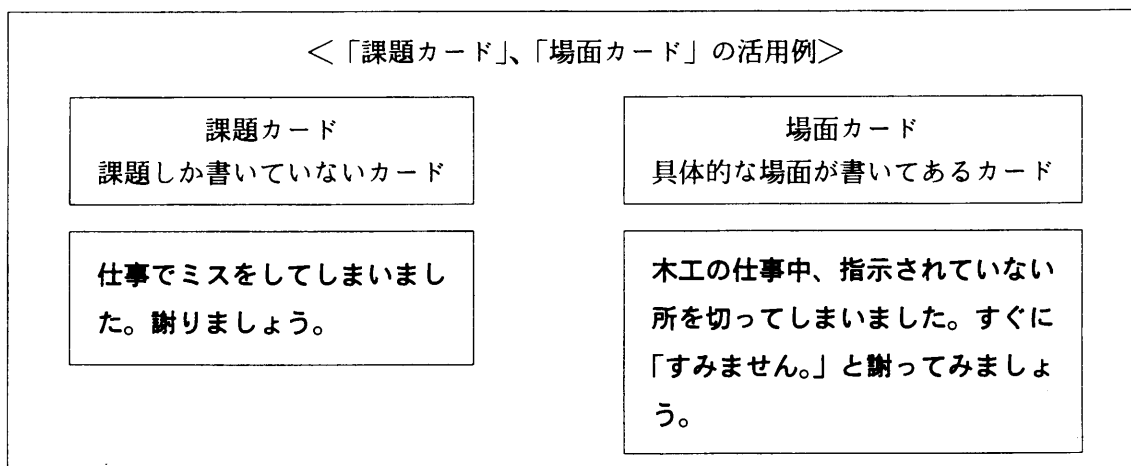 ＜「課題カード」、「場面カード」の活用例＞
課題カード
課題しか書いていないカード
場面カード
具体的な場面が書いてあるカード
仕事でミスをしてしまいまし
た。謝りましょう。
木工の仕事中、指示されていない
所を切ってしまいました。すぐに
「すみません。」と謝ってみましょ
う。